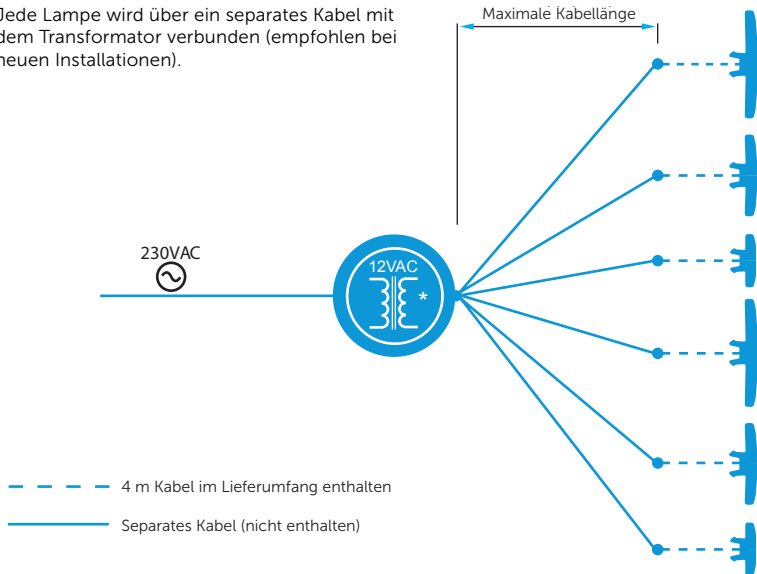 Jede Lampe wird über ein separates Kabel mit
dem Transformator verbunden (empfohlen bei
neuen Installationen).
Maximale Kabellänge
230VAC
12VAC
*
4 m Kabel im Lieferumfang enthalten
Separates Kabel (nicht enthalten)